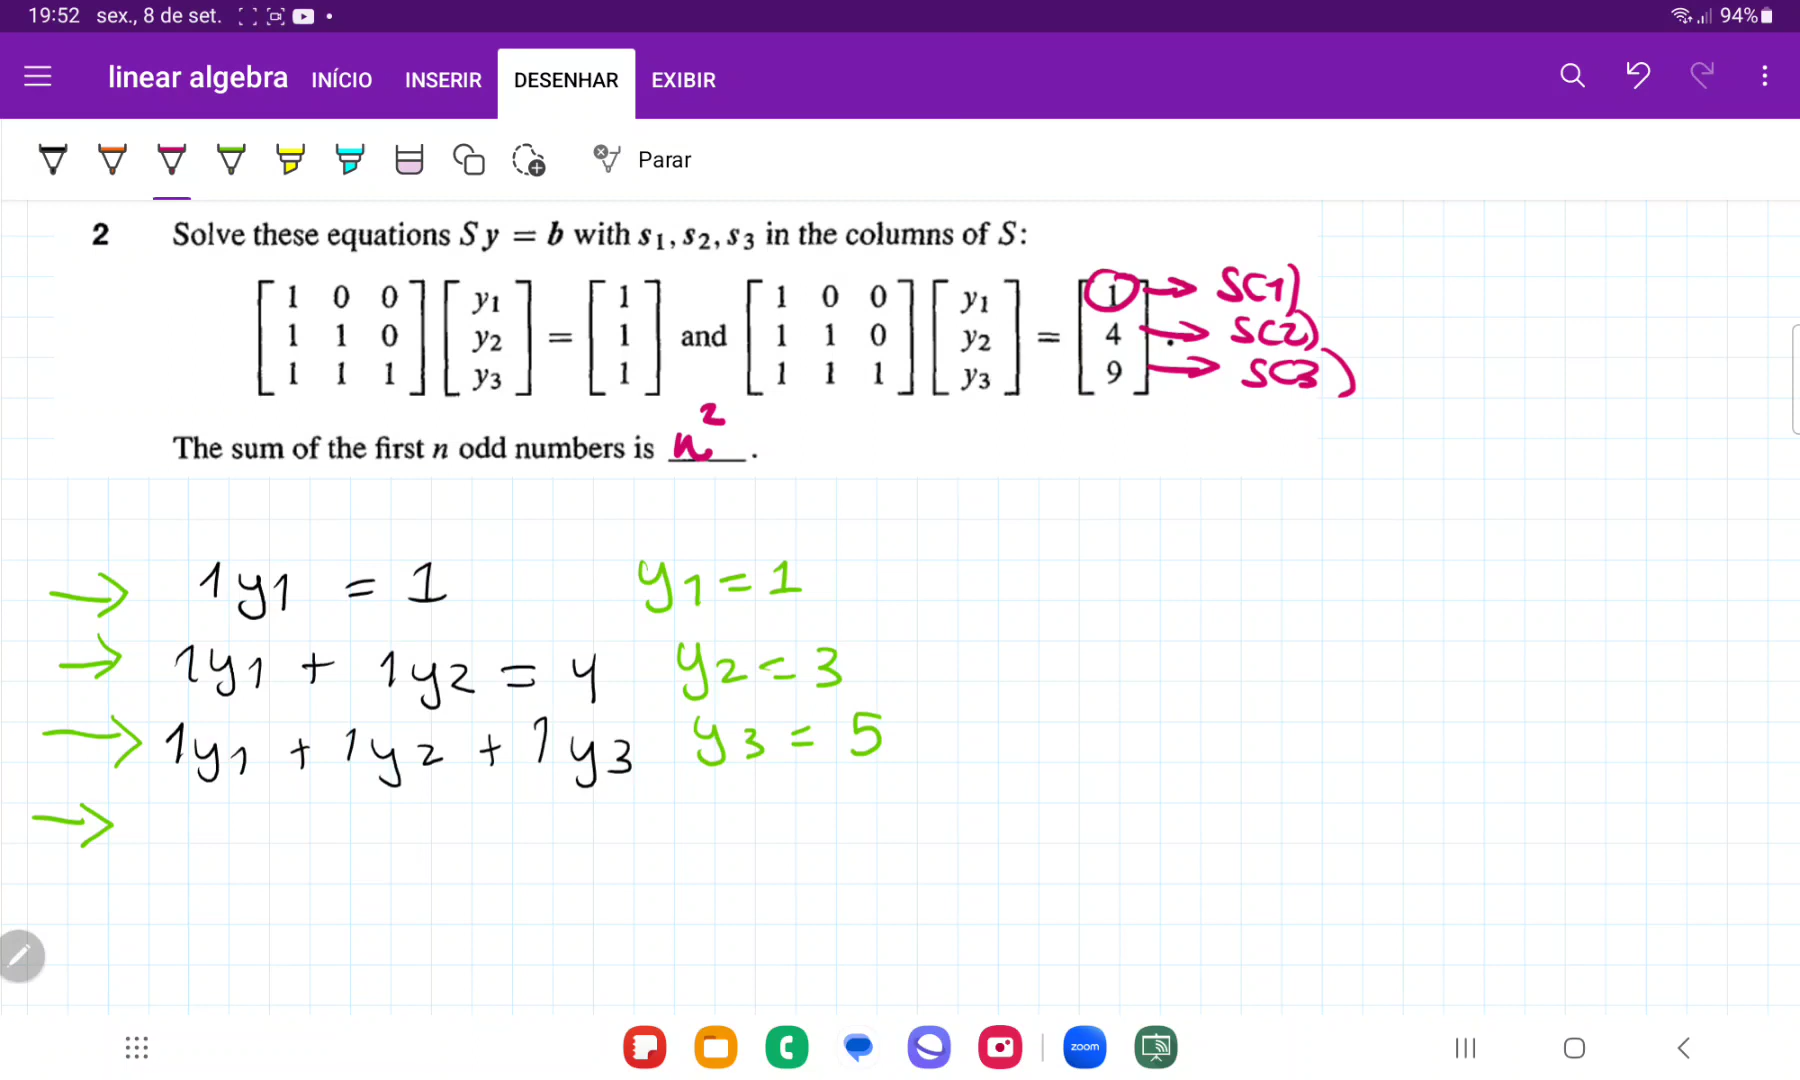 19:52 sex., 8 de set. 94%
linear algebra INÍCIO INSERIR DESENHAR EXIBIR
Parar
2 Solve these equations S y = b with s1, s2, s3 in the columns of S:
[1 0 0] [y1] [1] [1 0 0] [y1] [1] → S(1)
[1 1 0] [y2] = [1] and [1 1 0] [y2] = [4] . → S(2)
[1 1 1] [y3] [1] [1 1 1] [y3] [9] → S(3)
The sum of the first n odd numbers is n².
→ 1y1 = 1 y1 = 1
→ 1y1 + 1y2 = 4 y2 = 3
→ 1y1 + 1y2 + 1y3 y3 = 5
→
zoom